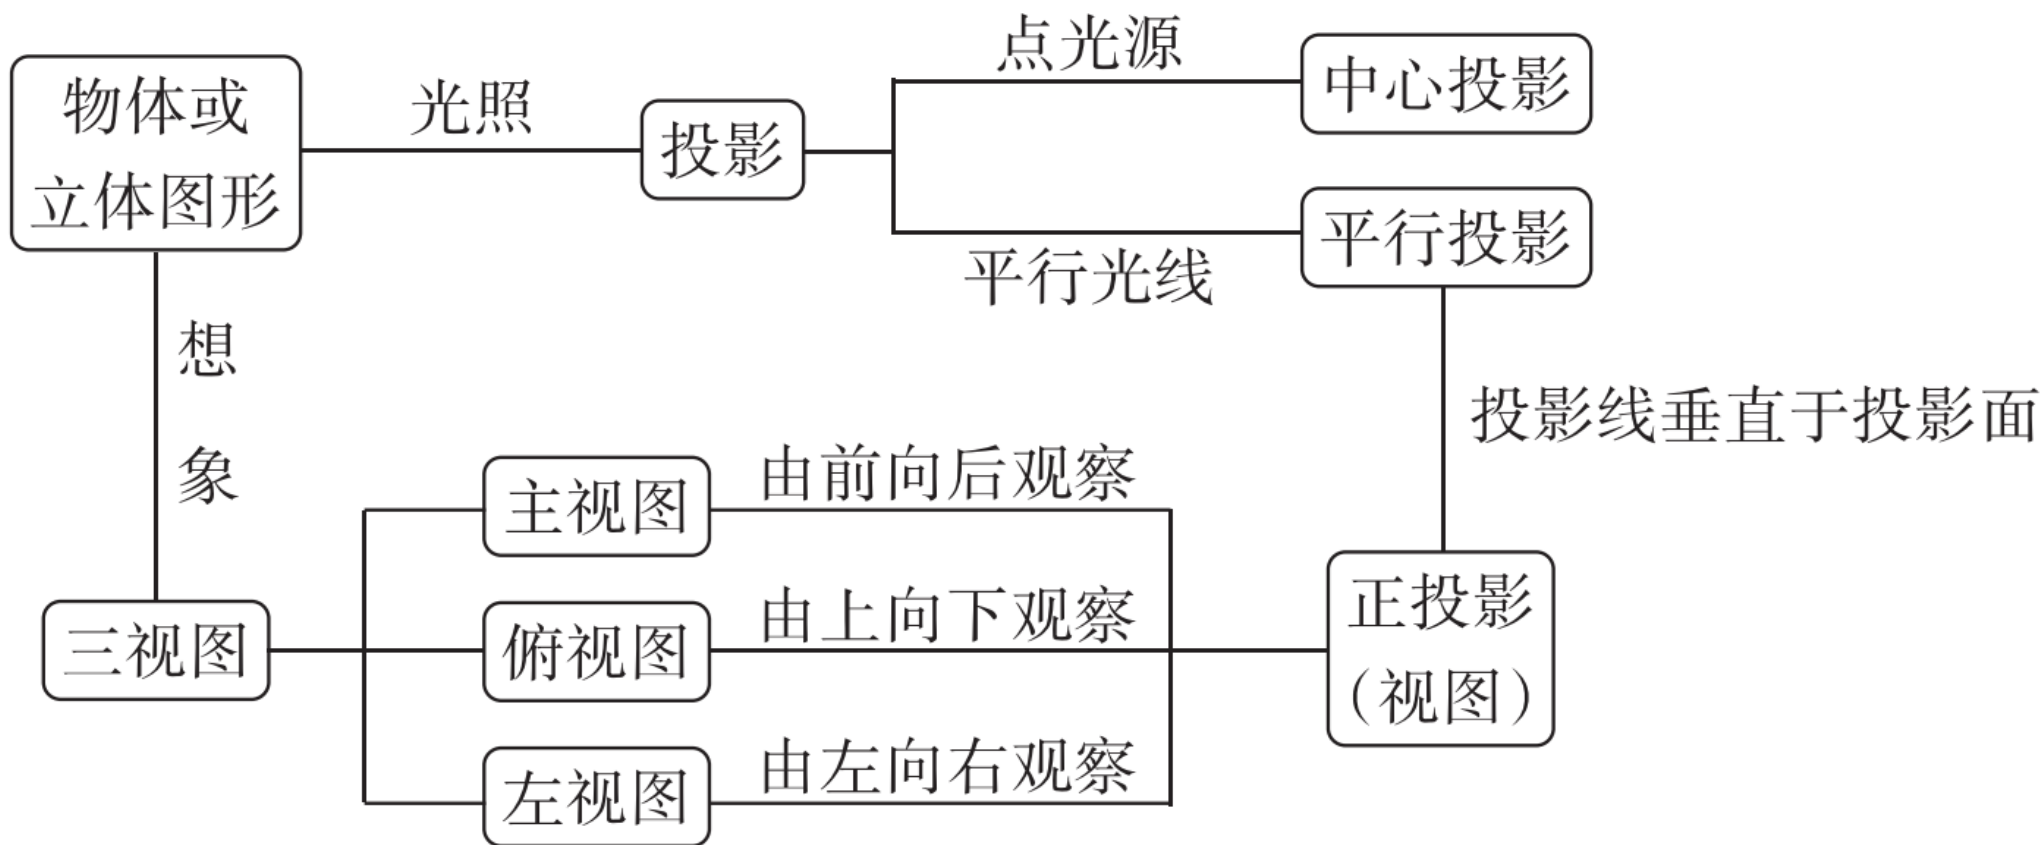 物体或
立体图形
光照
投影
点光源
中心投影
平行光线
平行投影
投影线垂直于投影面
正投影
（视图）
想
象
三视图
主视图
由前向后观察
俯视图
由上向下观察
左视图
由左向右观察